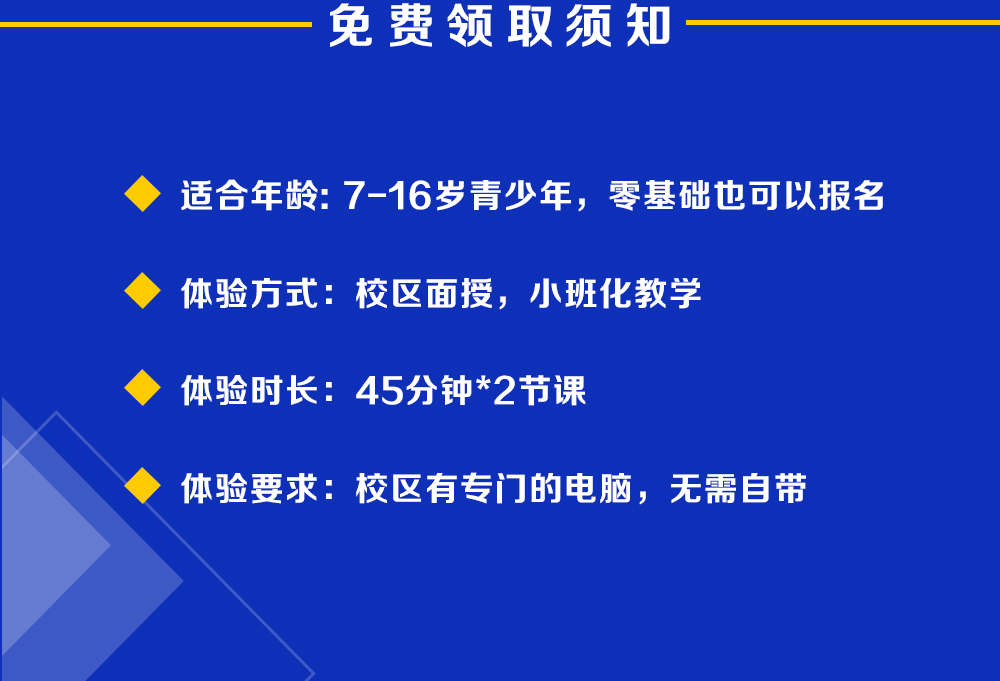 免费领取须知
适合年龄: 7-16岁青少年，零基础也可以报名
体验方式：校区面授，小班化教学
体验时长：45分钟*2节课
体验要求：校区有专门的电脑，无需自带